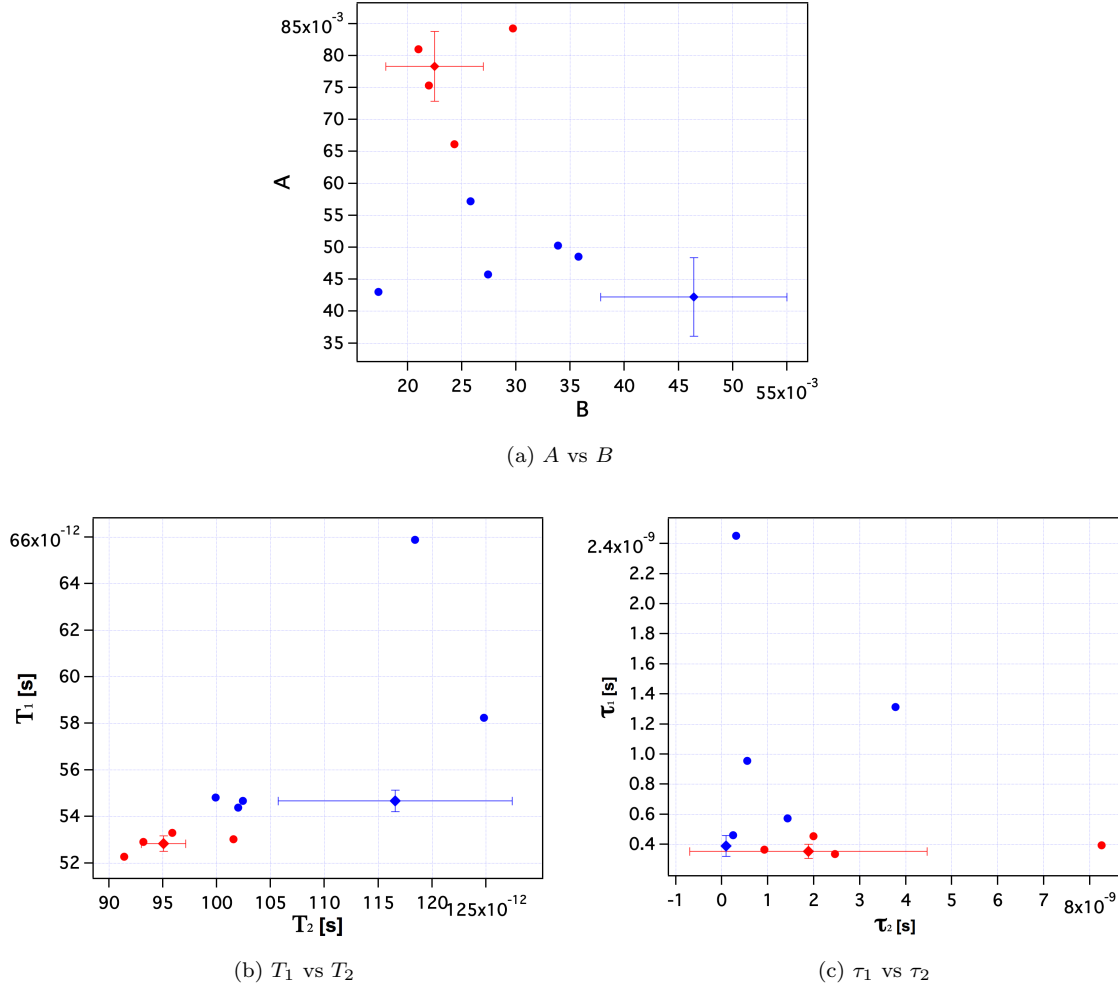 85x10⁻³
80
75
70
65
60
55
50
45
40
35
A
20 25 30 35 40 45 50 55x10⁻³
B
(a) A vs B
66x10⁻¹²
64
62
60
58
56
54
52
T₁ [s]
90 95 100 105 110 115 120 125x10⁻¹²
T₂ [s]
(b) T₁ vs T₂
2.4x10⁻⁹
2.2
2.0
1.8
1.6
1.4
1.2
1.0
0.8
0.6
0.4
τ₁ [s]
-1 0 1 2 3 4 5 6 7 8x10⁻⁹
τ₂ [s]
(c) τ₁ vs τ₂